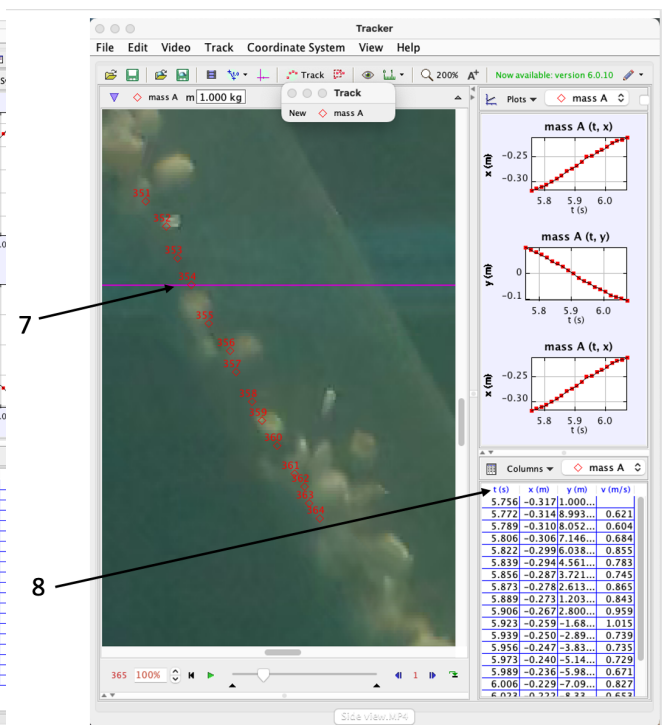 Tracker
File Edit Video Track Coordinate System View Help
Track 200% A+ Now available: version 6.0.10
mass A m 1.000 kg
Track
New mass A
Plots mass A
351
352
353
354
355
356
357
358
359
360
361
362
363
364
7
8
mass A (t, x)
x (m)
-0.25
-0.30
5.8 5.9 6.0
t (s)
mass A (t, y)
y (m)
0
-0.1
5.8 5.9 6.0
t (s)
mass A (t, x)
x (m)
-0.25
-0.30
5.8 5.9 6.0
t (s)
Columns mass A
t (s) x (m) y (m) v (m/s)
5.756 -0.317 1.000...
5.772 -0.314 8.993... 0.621
5.789 -0.310 8.052... 0.604
5.806 -0.306 7.146... 0.684
5.822 -0.299 6.038... 0.855
5.839 -0.294 4.561... 0.783
5.856 -0.287 3.721... 0.745
5.873 -0.278 2.613... 0.865
5.889 -0.273 1.203... 0.843
5.906 -0.267 2.800... 0.959
5.923 -0.259 -1.68... 1.015
5.939 -0.250 -2.89... 0.739
5.956 -0.247 -3.83... 0.735
5.973 -0.240 -5.14... 0.729
5.989 -0.236 -5.98... 0.671
6.006 -0.229 -7.09... 0.827
6.023 -0.222 -8.33... 0.653
365 100% 1
Side view.MP4